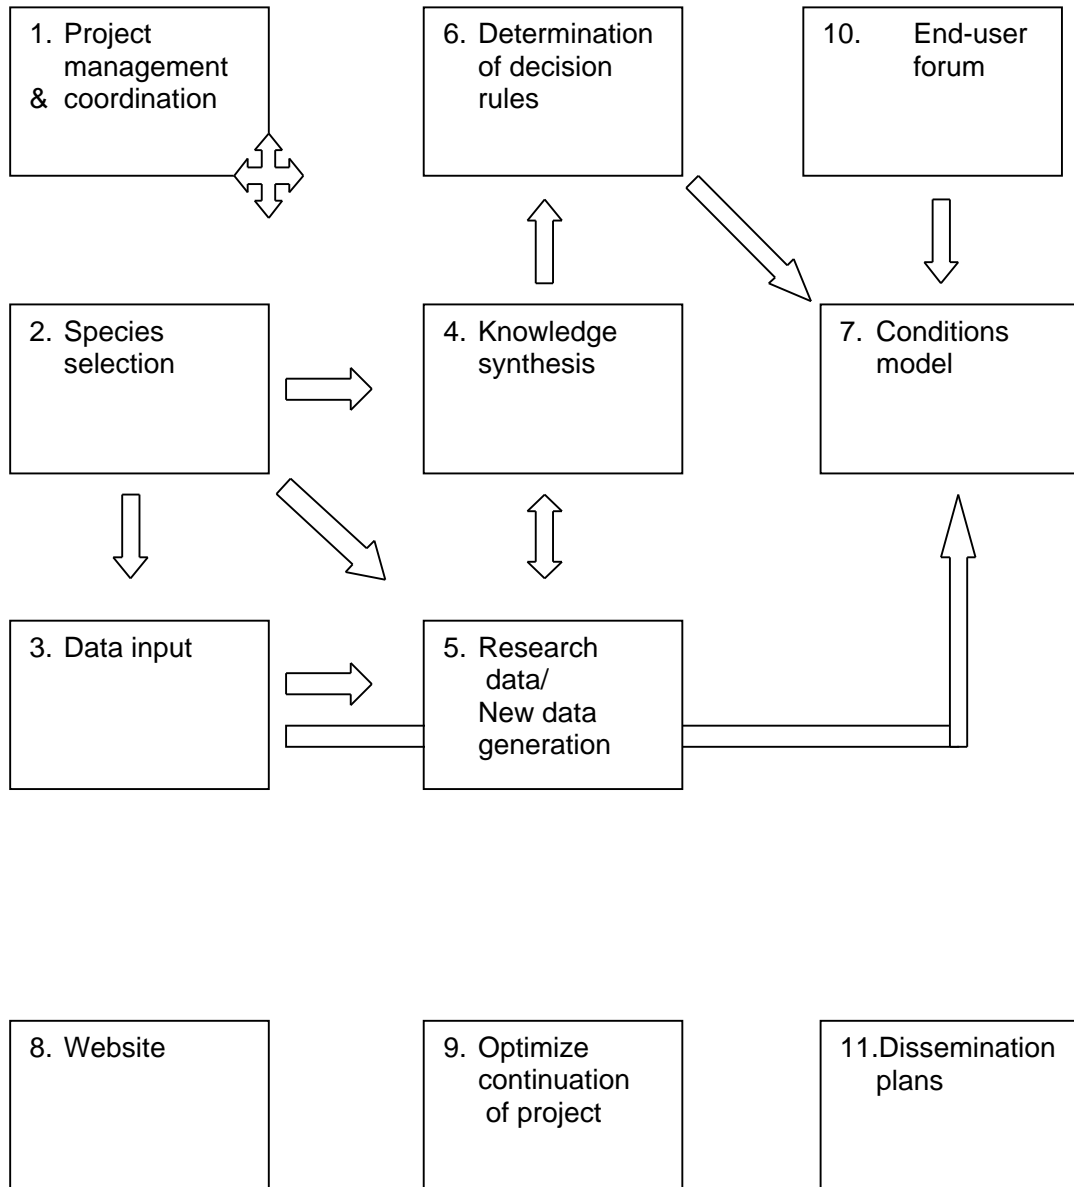 1. Project
management
& coordination
6. Determination
of decision
rules
10. End-user
forum
2. Species
selection
4. Knowledge
synthesis
7. Conditions
model
3. Data input
5. Research
data/
New data
generation
8. Website
9. Optimize
continuation
of project
11.Dissemination
plans